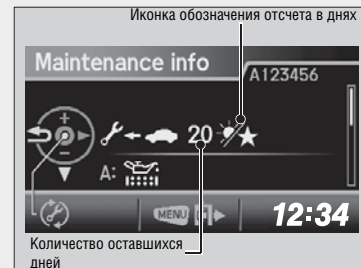 Иконка обозначения отсчета в днях
Maintenance info
A123456
20
A:
MENU
12:34
Количество оставшихся
дней